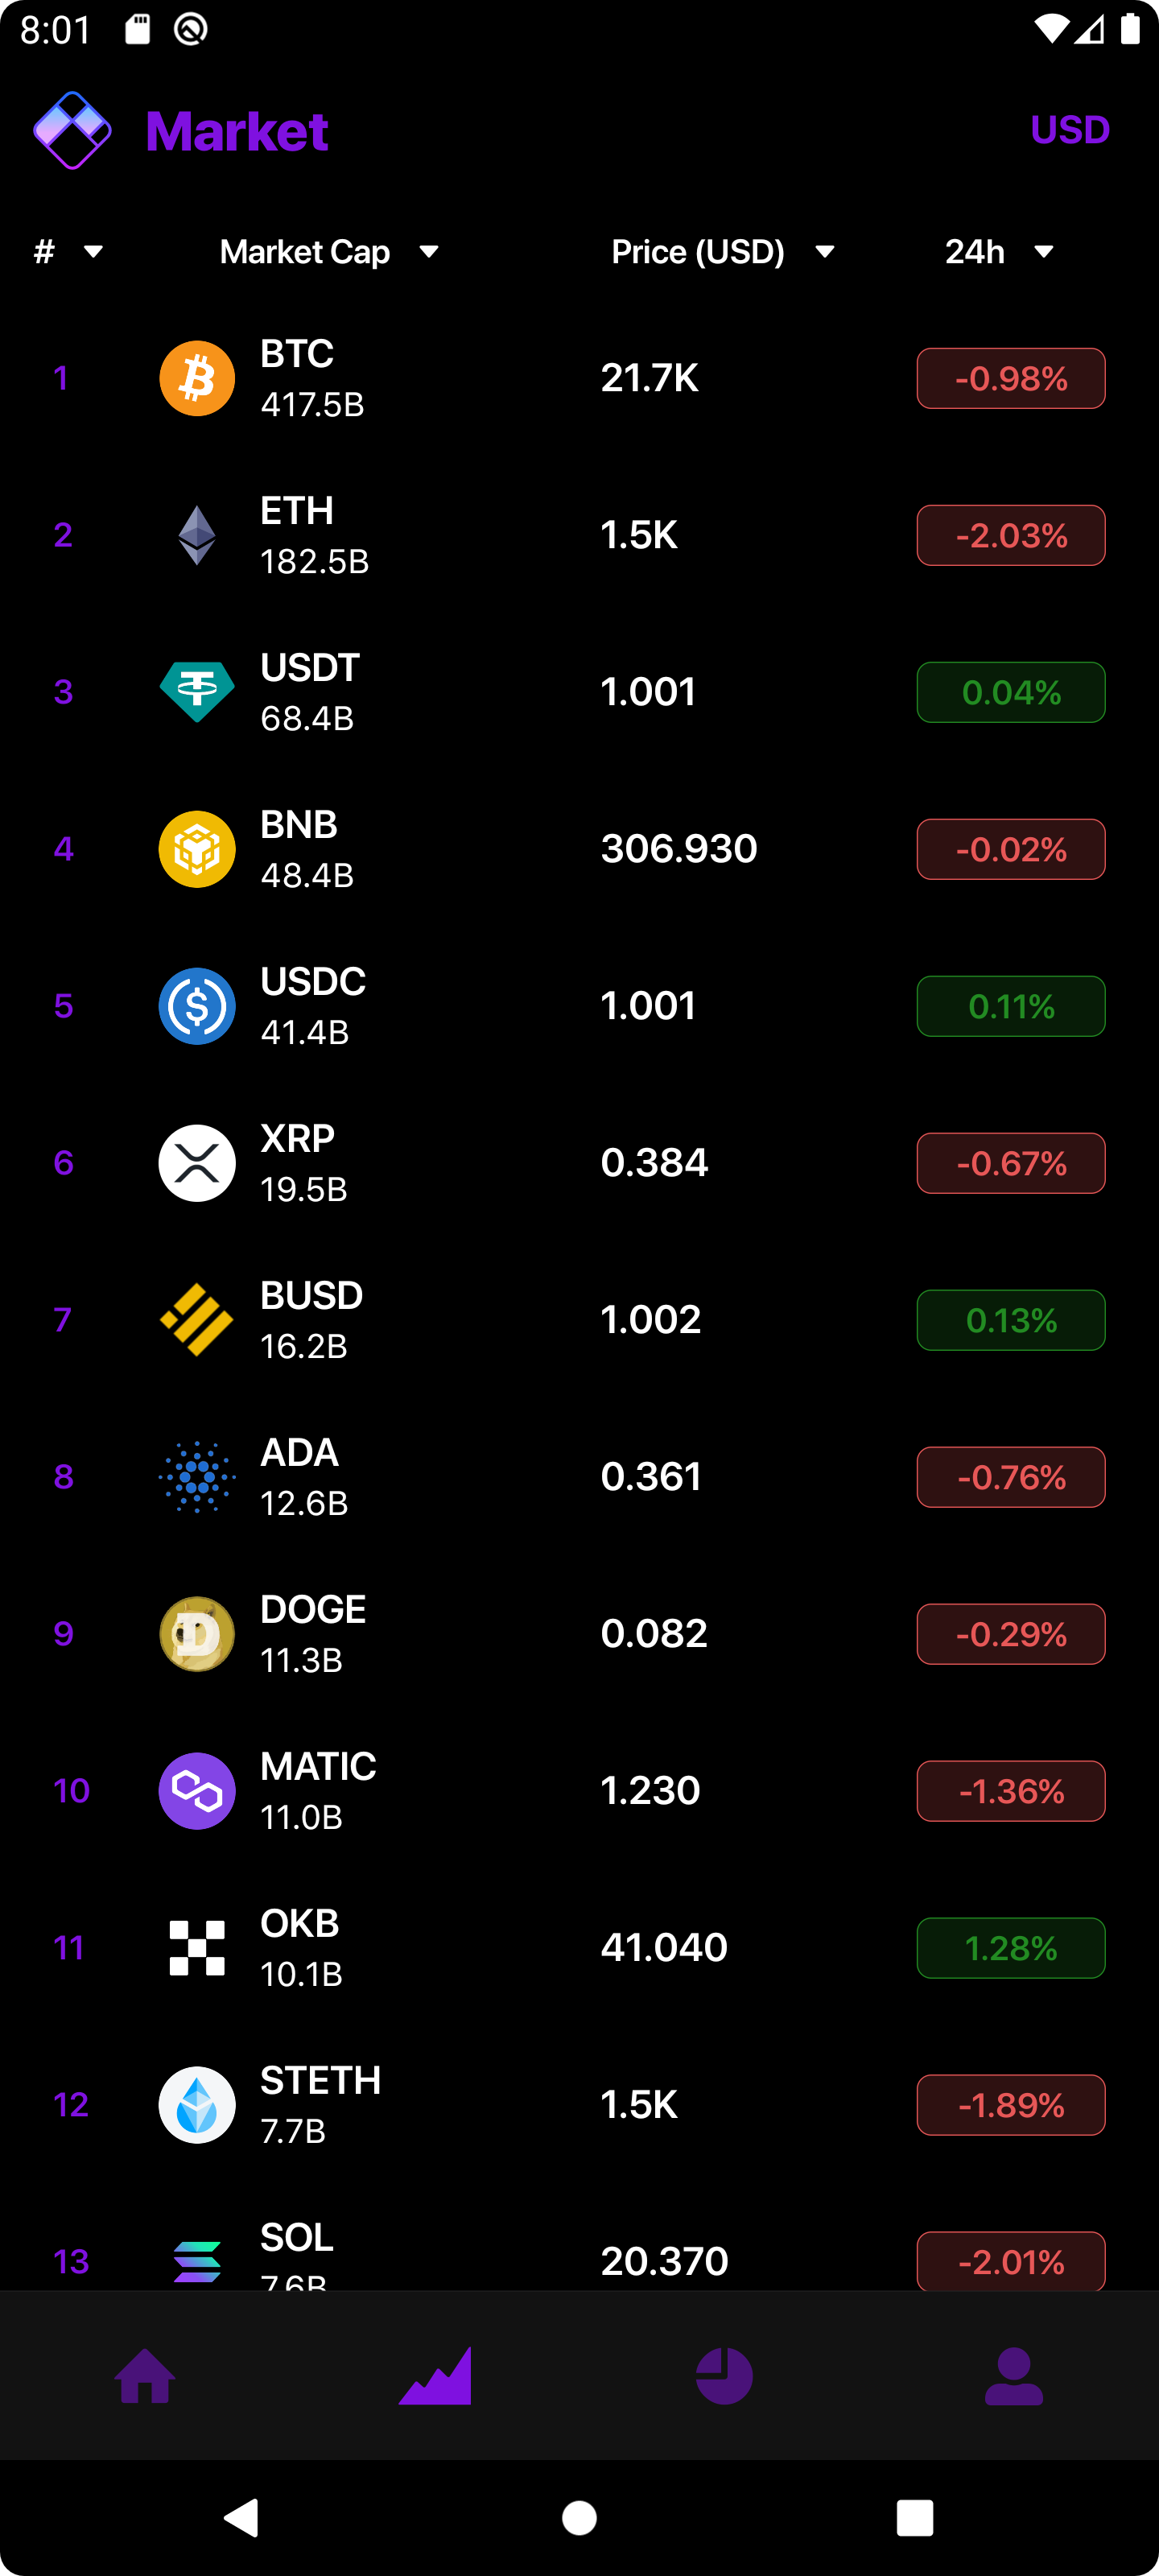 8:01
Market
USD
# Market Cap Price (USD) 24h
1 BTC 21.7K -0.98%
417.5B
2 ETH 1.5K -2.03%
182.5B
3 USDT 1.001 0.04%
68.4B
4 BNB 306.930 -0.02%
48.4B
5 USDC 1.001 0.11%
41.4B
6 XRP 0.384 -0.67%
19.5B
7 BUSD 1.002 0.13%
16.2B
8 ADA 0.361 -0.76%
12.6B
9 DOGE 0.082 -0.29%
11.3B
10 MATIC 1.230 -1.36%
11.0B
11 OKB 41.040 1.28%
10.1B
12 STETH 1.5K -1.89%
7.7B
13 SOL 20.370 -2.01%
7.6B